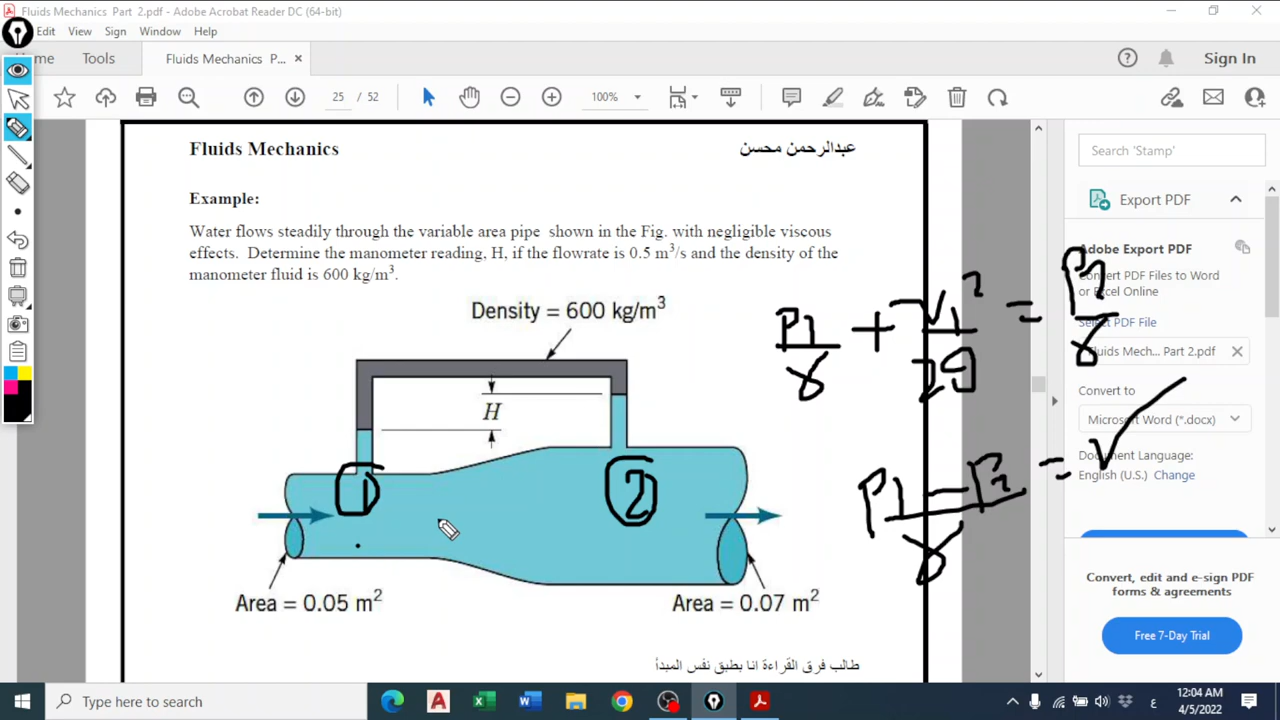 Fluids Mechanics Part 2.pdf - Adobe Acrobat Reader DC (64-bit)
Edit View Sign Window Help
ome Tools Fluids Mechanics P... × Sign In
25 / 52 100%
Fluids Mechanics عبدالرحمن محسن
Example:
Water flows steadily through the variable area pipe shown in the Fig. with negligible viscous
effects. Determine the manometer reading, H, if the flowrate is 0.5 m³/s and the density of the
manometer fluid is 600 kg/m³.
Density = 600 kg/m³
H
1 2
Area = 0.05 m² Area = 0.07 m²
طالب فرق القراءة انا بطبق نفس المبدأ
P1/γ + V1²/2g = P2/γ
P1 - P2/γ = ✓
Search 'Stamp'
Export PDF
Adobe Export PDF
Convert PDF Files to Word
or Excel Online
Select PDF File
Fluids Mech... Part 2.pdf ×
Convert to
Microsoft Word (*.docx)
Document Language:
English (U.S.) Change
Convert, edit and e-sign PDF
forms & agreements
Free 7-Day Trial
Type here to search
ع
12:04 AM
4/5/2022